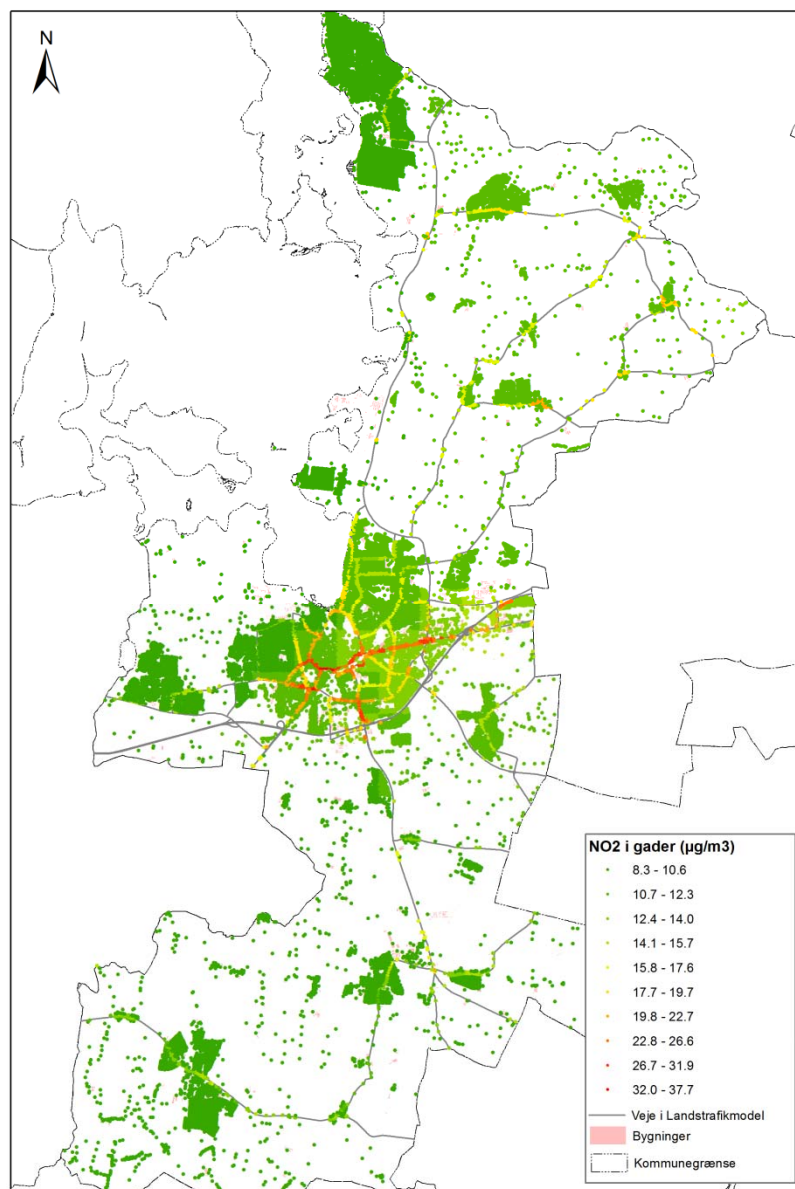 N
NO2 i gader (µg/m3)
8.3 - 10.6
10.7 - 12.3
12.4 - 14.0
14.1 - 15.7
15.8 - 17.6
17.7 - 19.7
19.8 - 22.7
22.8 - 26.6
26.7 - 31.9
32.0 - 37.7
Veje i Landstrafikmodel
Bygninger
Kommunegrænse